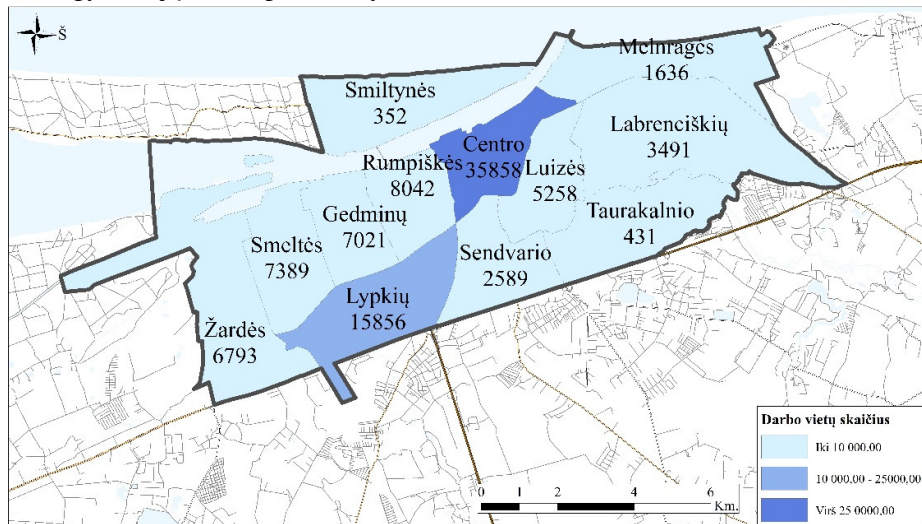 Š
Melnragės
1636
Smiltynės
352
Labrenciškių
3491
Centro
35858
Rumpiškės
8042
Luizės
5258
Gedminų
7021
Taurakalnio
431
Smeltės
7389
Sendvario
2589
Lypkių
15856
Žardės
6793
Darbo vietų skaičius
Iki 10 000,00
10 000,00 - 25000,00
Virš 25 0000,00
0 1 2 4 6
Km.